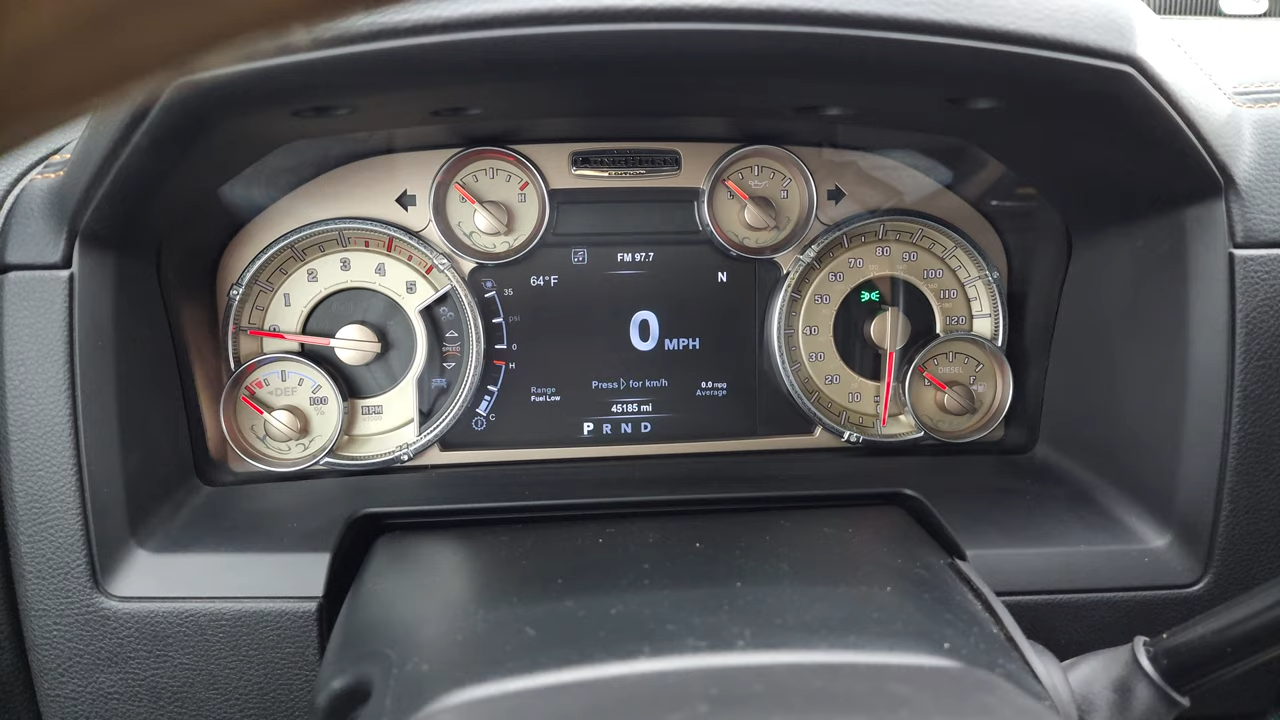 LONGHORN
EDITION
H
H
FM 97.7
64°F
N
0 MPH
Press ▷ for km/h
Range
Fuel Low
0.0 mpg
Average
45185 mi
P R N D
35
psi
0
H
C
0 1 2 3 4 5
RPM
SPEED
DEF
100
%
0 10 20 30 40 50 60 70 80 90 100 110 120
DIESEL
E F